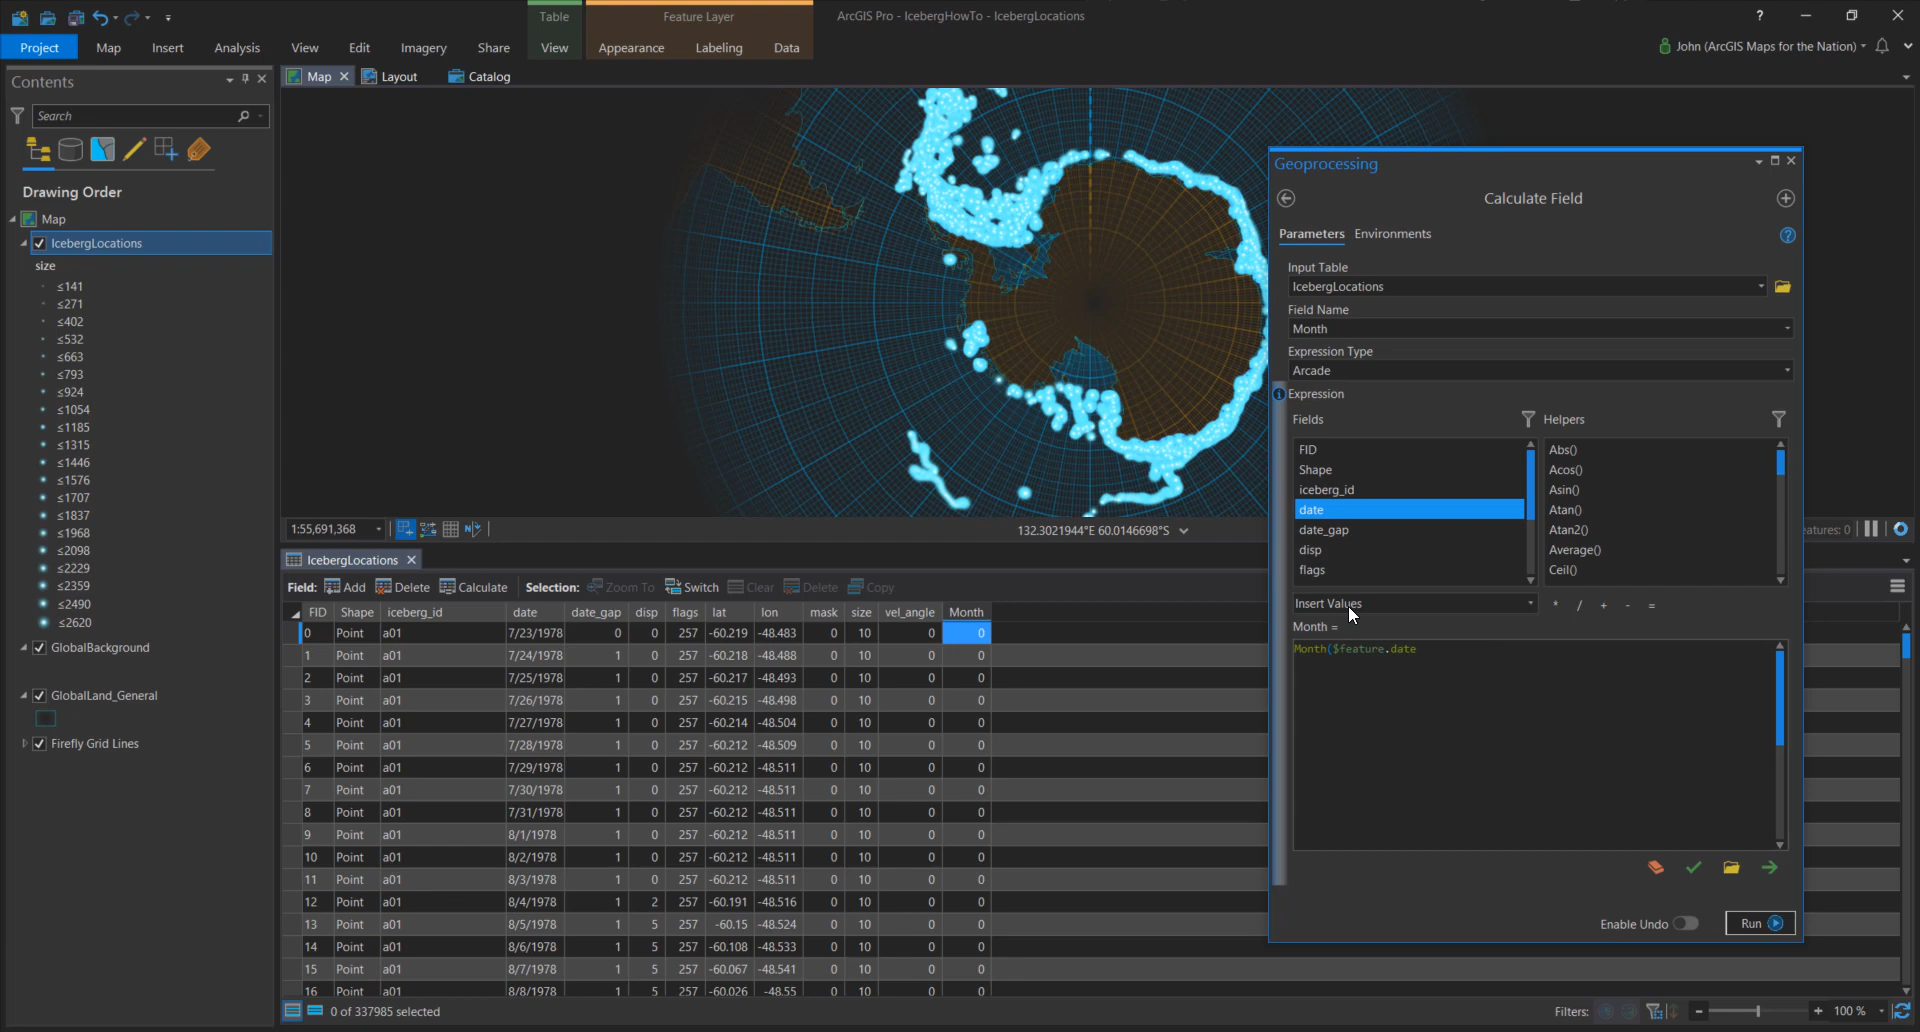 Table
Feature Layer
ArcGIS Pro - IcebergHowTo - IcebergLocations
?
Project
Map
Insert
Analysis
View
Edit
Imagery
Share
View
Appearance
Labeling
Data
John (ArcGIS Maps for the Nation)
Contents
Search
Drawing Order
Map
IcebergLocations
size
≤141
≤271
≤402
≤532
≤663
≤793
≤924
≤1054
≤1185
≤1315
≤1446
≤1576
≤1707
≤1837
≤1968
≤2098
≤2229
≤2359
≤2490
≤2620
GlobalBackground
GlobalLand_General
Firefly Grid Lines
Map
Layout
Catalog
1:55,691,368
132.3021944°E 60.0146698°S
atures: 0
IcebergLocations
Field: Add Delete Calculate Selection: Zoom To Switch Clear Delete Copy
FID Shape iceberg_id date date_gap disp flags lat lon mask size vel_angle Month
0 Point a01 7/23/1978 0 0 257 -60.219 -48.483 0 10 0 0
1 Point a01 7/24/1978 1 0 257 -60.218 -48.488 0 10 0 0
2 Point a01 7/25/1978 1 0 257 -60.217 -48.493 0 10 0 0
3 Point a01 7/26/1978 1 0 257 -60.215 -48.498 0 10 0 0
4 Point a01 7/27/1978 1 0 257 -60.214 -48.504 0 10 0 0
5 Point a01 7/28/1978 1 0 257 -60.212 -48.509 0 10 0 0
6 Point a01 7/29/1978 1 0 257 -60.212 -48.511 0 10 0 0
7 Point a01 7/30/1978 1 0 257 -60.212 -48.511 0 10 0 0
8 Point a01 7/31/1978 1 0 257 -60.212 -48.511 0 10 0 0
9 Point a01 8/1/1978 1 0 257 -60.212 -48.511 0 10 0 0
10 Point a01 8/2/1978 1 0 257 -60.212 -48.511 0 10 0 0
11 Point a01 8/3/1978 1 0 257 -60.212 -48.511 0 10 0 0
12 Point a01 8/4/1978 1 2 257 -60.191 -48.516 0 10 0 0
13 Point a01 8/5/1978 1 5 257 -60.15 -48.524 0 10 0 0
14 Point a01 8/6/1978 1 5 257 -60.108 -48.533 0 10 0 0
15 Point a01 8/7/1978 1 5 257 -60.067 -48.541 0 10 0 0
16 Point a01 8/8/1978 1 5 257 -60.026 -48.55 0 10 0 0
0 of 337985 selected
Filters:
100 %
Geoprocessing
Calculate Field
Parameters Environments
?
Input Table
IcebergLocations
Field Name
Month
Expression Type
Arcade
Expression
Fields
FID
Shape
iceberg_id
date
date_gap
disp
flags
Helpers
Abs()
Acos()
Asin()
Atan()
Atan2()
Average()
Ceil()
Insert Values
* / + - =
Month =
Month($feature.date
Enable Undo
Run